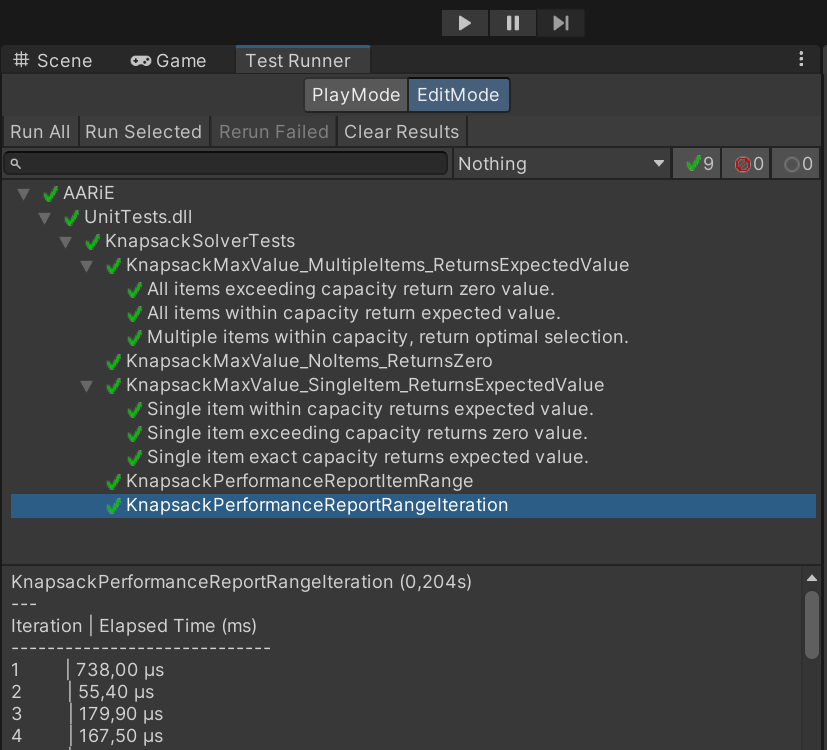 Scene Game Test Runner
PlayMode EditMode
Run All Run Selected Rerun Failed Clear Results
Nothing 9 0 0
AARiE
UnitTests.dll
KnapsackSolverTests
KnapsackMaxValue_MultipleItems_ReturnsExpectedValue
All items exceeding capacity return zero value.
All items within capacity return expected value.
Multiple items within capacity, return optimal selection.
KnapsackMaxValue_NoItems_ReturnsZero
KnapsackMaxValue_SingleItem_ReturnsExpectedValue
Single item within capacity returns expected value.
Single item exceeding capacity returns zero value.
Single item exact capacity returns expected value.
KnapsackPerformanceReportItemRange
KnapsackPerformanceReportRangeIteration
KnapsackPerformanceReportRangeIteration (0,204s)
---
Iteration | Elapsed Time (ms)
-----------------------------
1 | 738,00 µs
2 | 55,40 µs
3 | 179,90 µs
4 | 167,50 µs